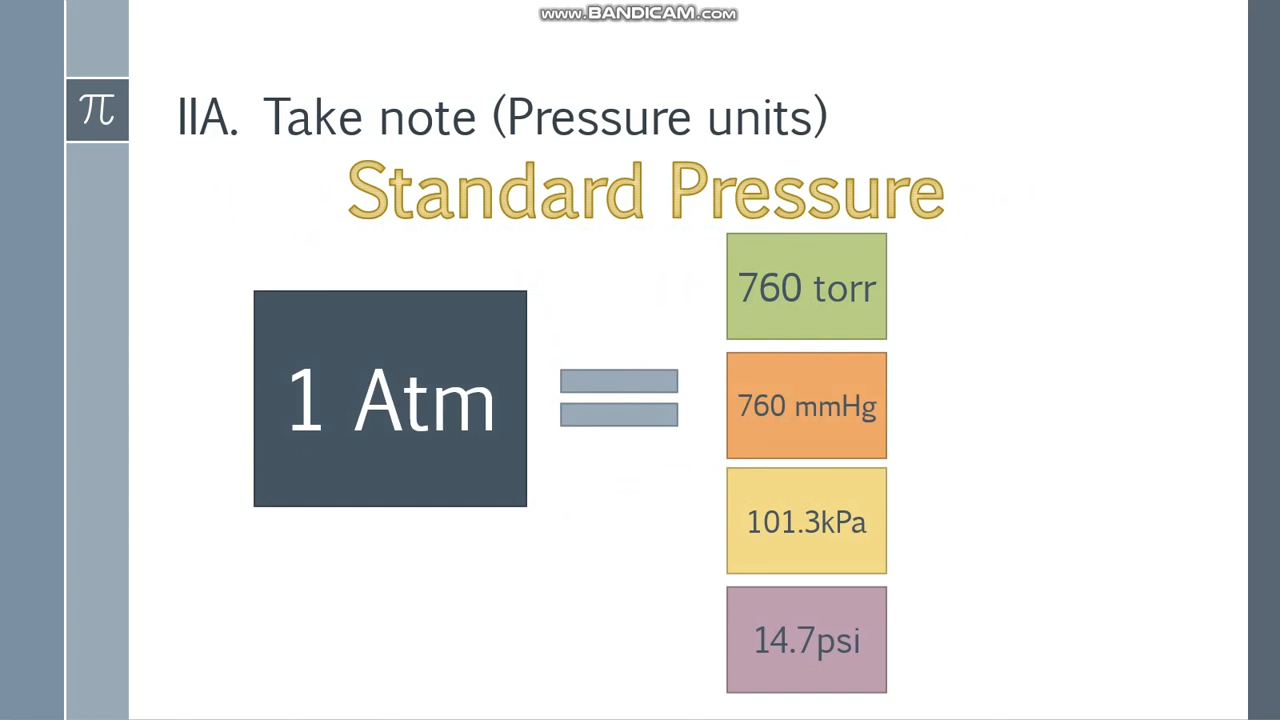 www.BANDICAM.com
π
IIA. Take note (Pressure units)
Standard Pressure
1 Atm
760 torr
760 mmHg
101.3kPa
14.7psi